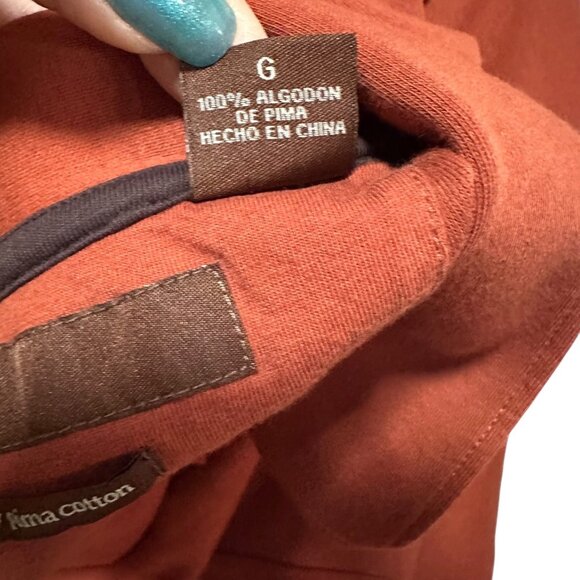 G
100% ALGODÓN
DE PIMA
HECHO EN CHINA
Pima cotton